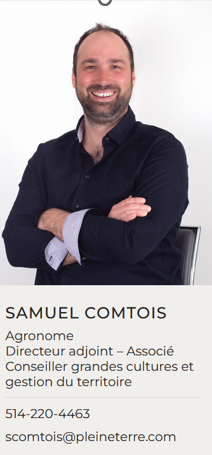 SAMUEL COMTOIS
Agronome
Directeur adjoint – Associé
Conseiller grandes cultures et
gestion du territoire
514-220-4463
scomtois@pleineterre.com